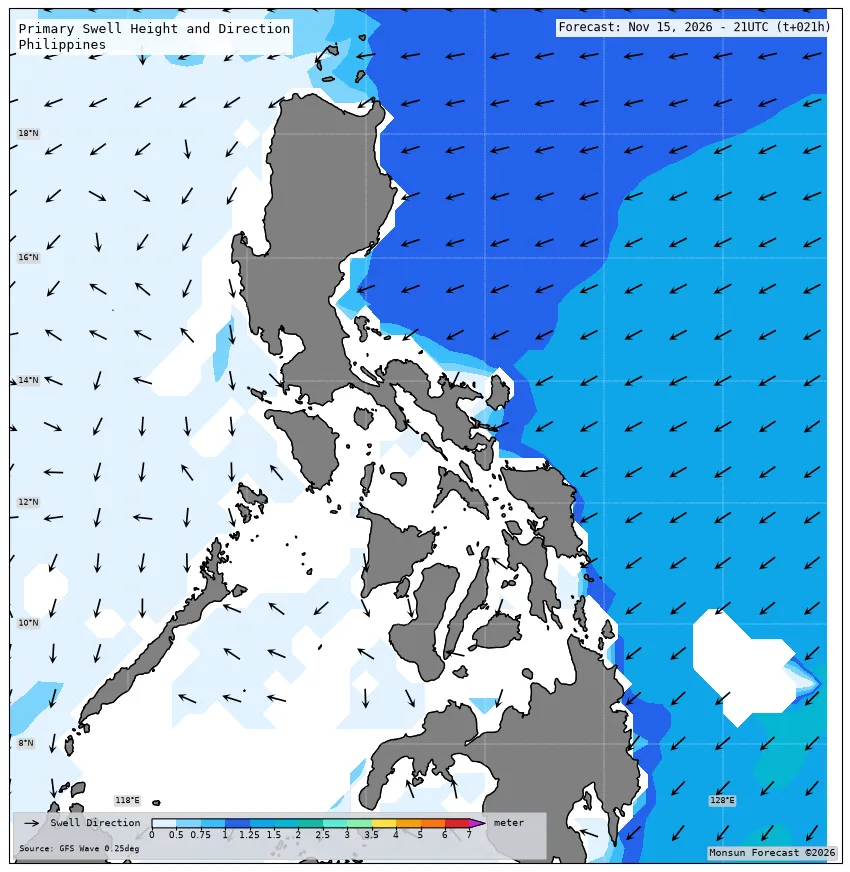 Primary Swell Height and Direction
Philippines
Forecast: Nov 15, 2026 - 21UTC (t+021h)
18°N
16°N
14°N
12°N
10°N
8°N
118°E
128°E
Swell Direction
meter
0 0.5 0.75 1 1.25 1.5 2 2.5 3 3.5 4 5 6 7
Source: GFS Wave 0.25deg
Monsun Forecast ©2026